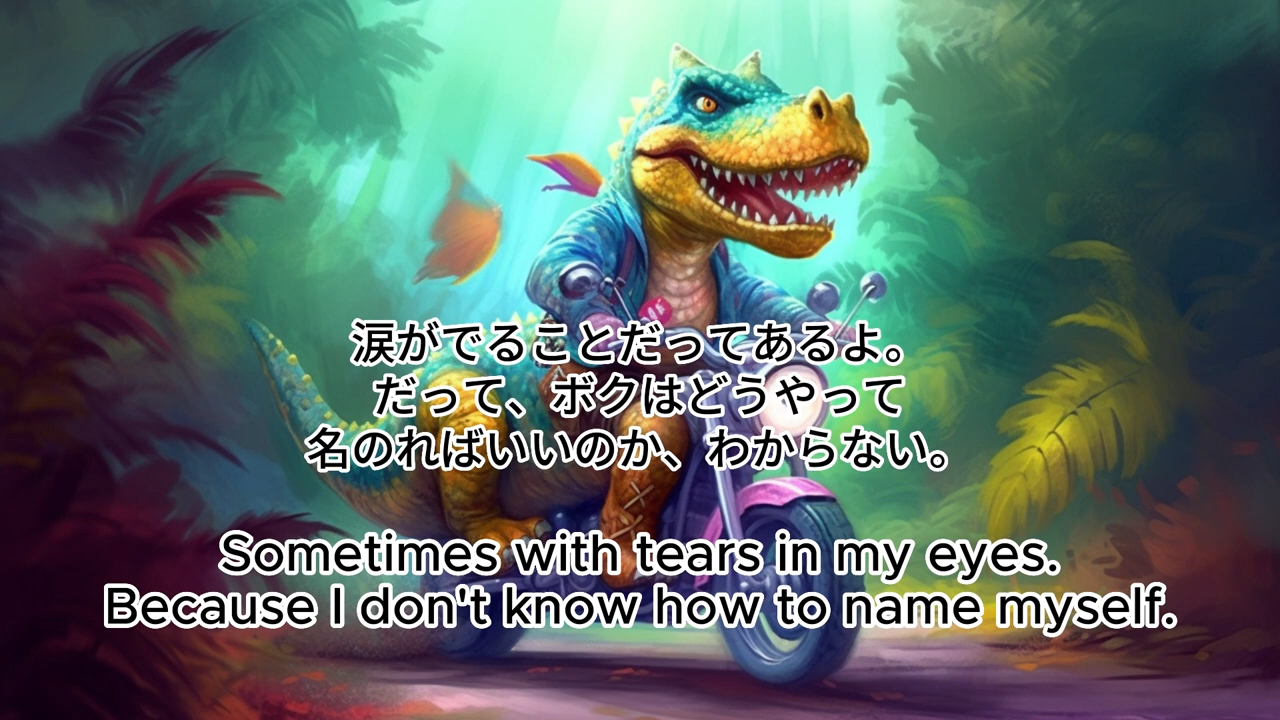 涙がでることだってあるよ。
だって、ボクはどうやって
名のればいいのか、わからない。
Sometimes with tears in my eyes.
Because I don't know how to name myself.